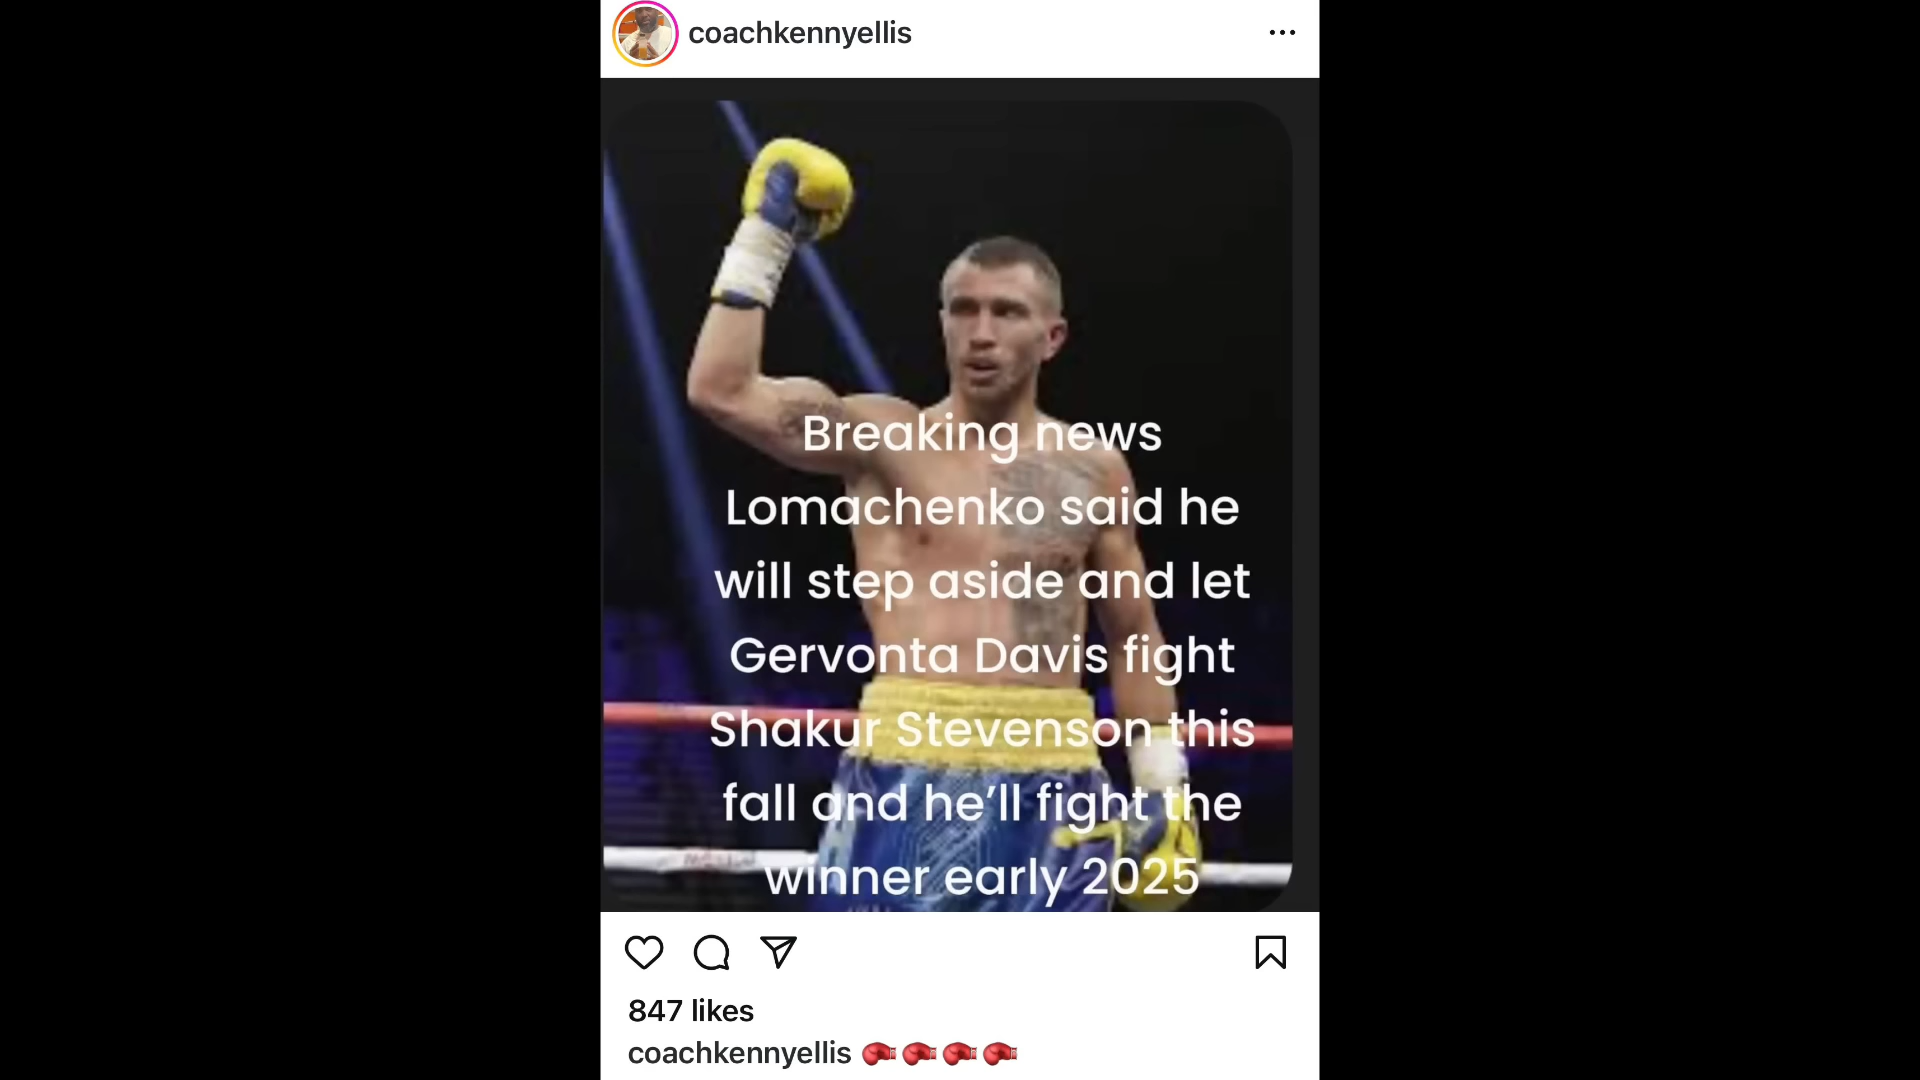 coachkennyellis
Breaking news
Lomachenko said he
will step aside and let
Gervonta Davis fight
Shakur Stevenson this
fall and he’ll fight the
winner early 2025
847 likes
coachkennyellis 🥊🥊🥊🥊